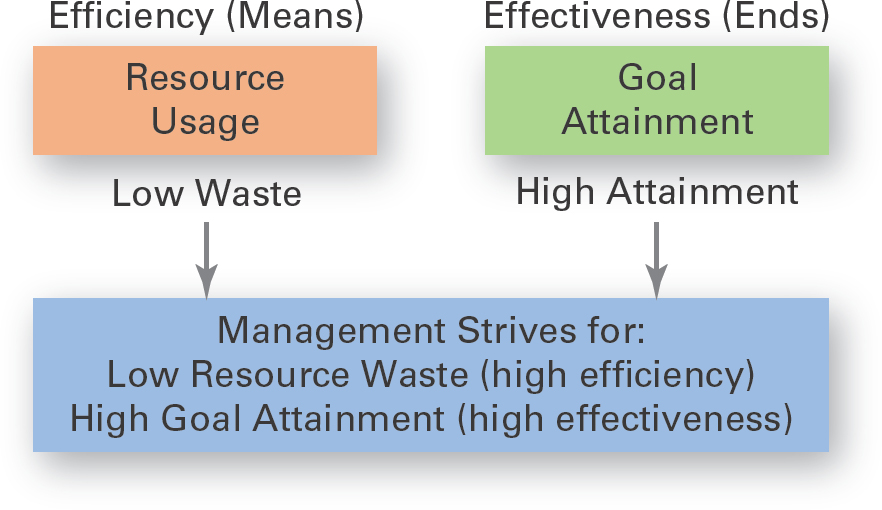 Efficiency (Means)
Effectiveness (Ends)
Resource
Usage
Goal
Attainment
Low Waste
High Attainment
Management Strives for:
Low Resource Waste (high efficiency)
High Goal Attainment (high effectiveness)